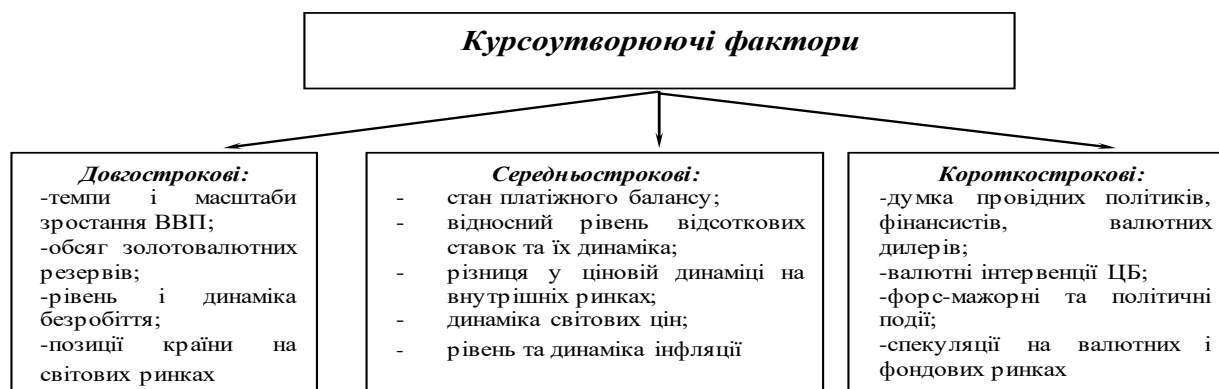 Курсоутворюючі фактори
Довгострокові:
-темпи і масштаби
зростання ВВП;
-обсяг золотовалютних
резервів;
-рівень і динаміка
безробіття;
-позиції країни на
світових ринках
Середньострокові:
- стан платіжного балансу;
- відносний рівень відсоткових
ставок та їх динаміка;
- різниця у ціновій динаміці на
внутрішніх ринках;
- динаміка світових цін;
- рівень та динаміка інфляції
Короткострокові:
-думка провідних політиків,
фінансистів, валютних
дилерів;
-валютні інтервенції ЦБ;
-форс-мажорні та політичні
події;
-спекуляції на валютних і
фондових ринках